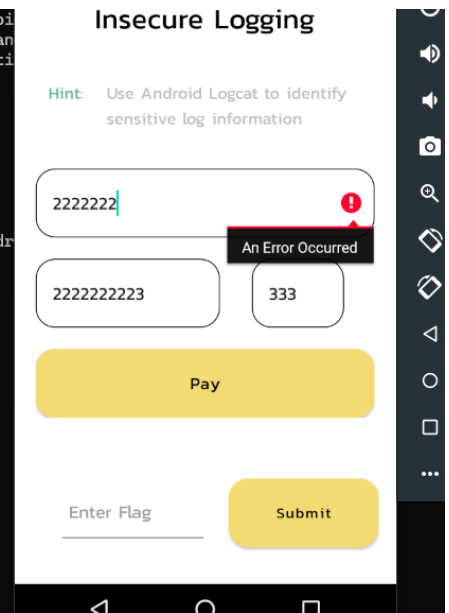 Insecure Logging
Hint: Use Android Logcat to identify
sensitive log information
2222222
An Error Occurred
2222222223
333
Pay
Enter Flag
Submit